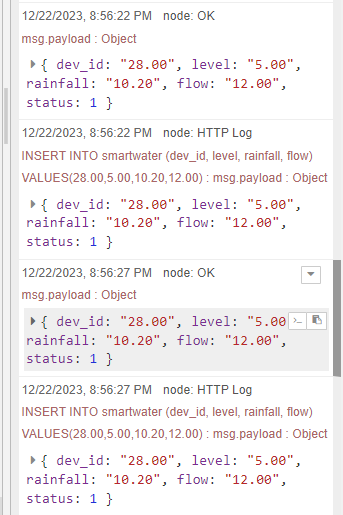 12/22/2023, 8:56:22 PM node: OK
msg.payload : Object
{ dev_id: "28.00", level: "5.00",
rainfall: "10.20", flow: "12.00",
status: 1 }
12/22/2023, 8:56:22 PM node: HTTP Log
INSERT INTO smartwater (dev_id, level, rainfall, flow)
VALUES(28.00,5.00,10.20,12.00) : msg.payload : Object
{ dev_id: "28.00", level: "5.00",
rainfall: "10.20", flow: "12.00",
status: 1 }
12/22/2023, 8:56:27 PM node: OK
msg.payload : Object
{ dev_id: "28.00", level: "5.00
rainfall: "10.20", flow: "12.00",
status: 1 }
12/22/2023, 8:56:27 PM node: HTTP Log
INSERT INTO smartwater (dev_id, level, rainfall, flow)
VALUES(28.00,5.00,10.20,12.00) : msg.payload : Object
{ dev_id: "28.00", level: "5.00",
rainfall: "10.20", flow: "12.00",
status: 1 }